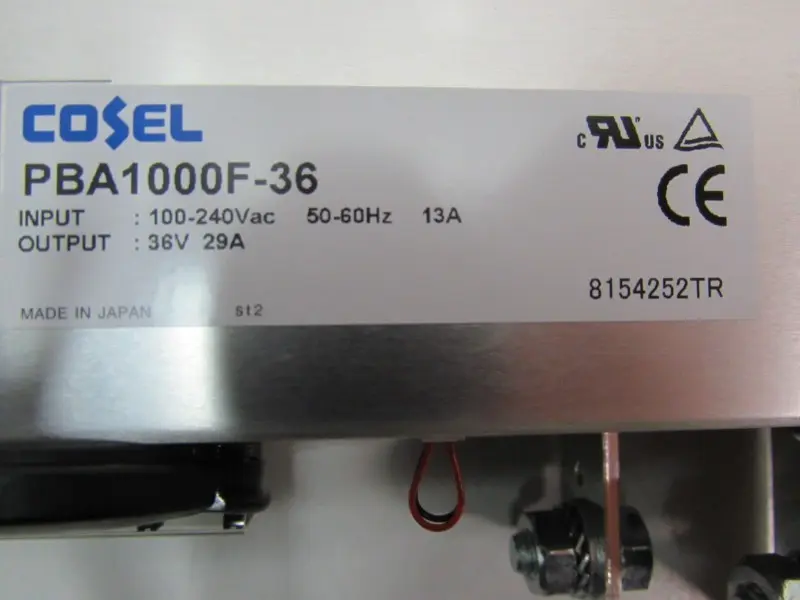 COSEL
PBA1000F-36
INPUT : 100-240Vac 50-60Hz 13A
OUTPUT : 36V 29A
MADE IN JAPAN st2
c RU us
CE
8154252TR